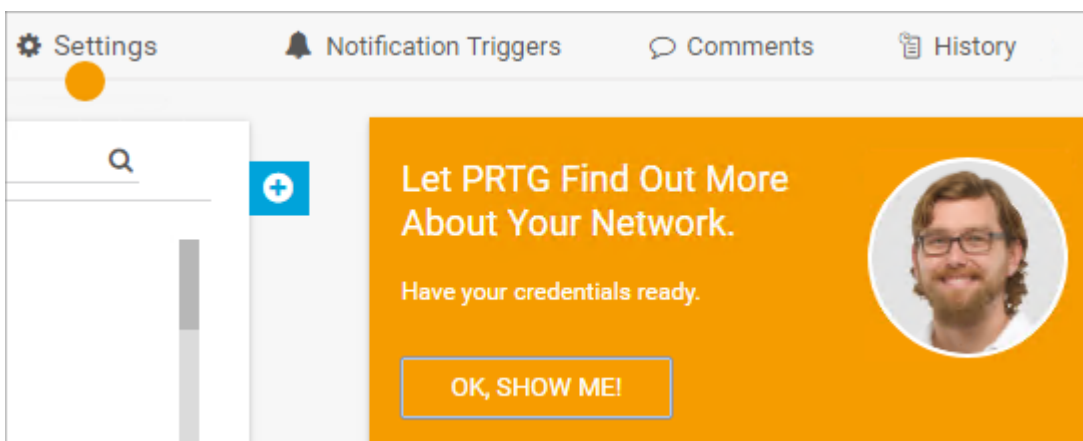 Settings
Notification Triggers
Comments
History
Let PRTG Find Out More
About Your Network.
Have your credentials ready.
OK, SHOW ME!